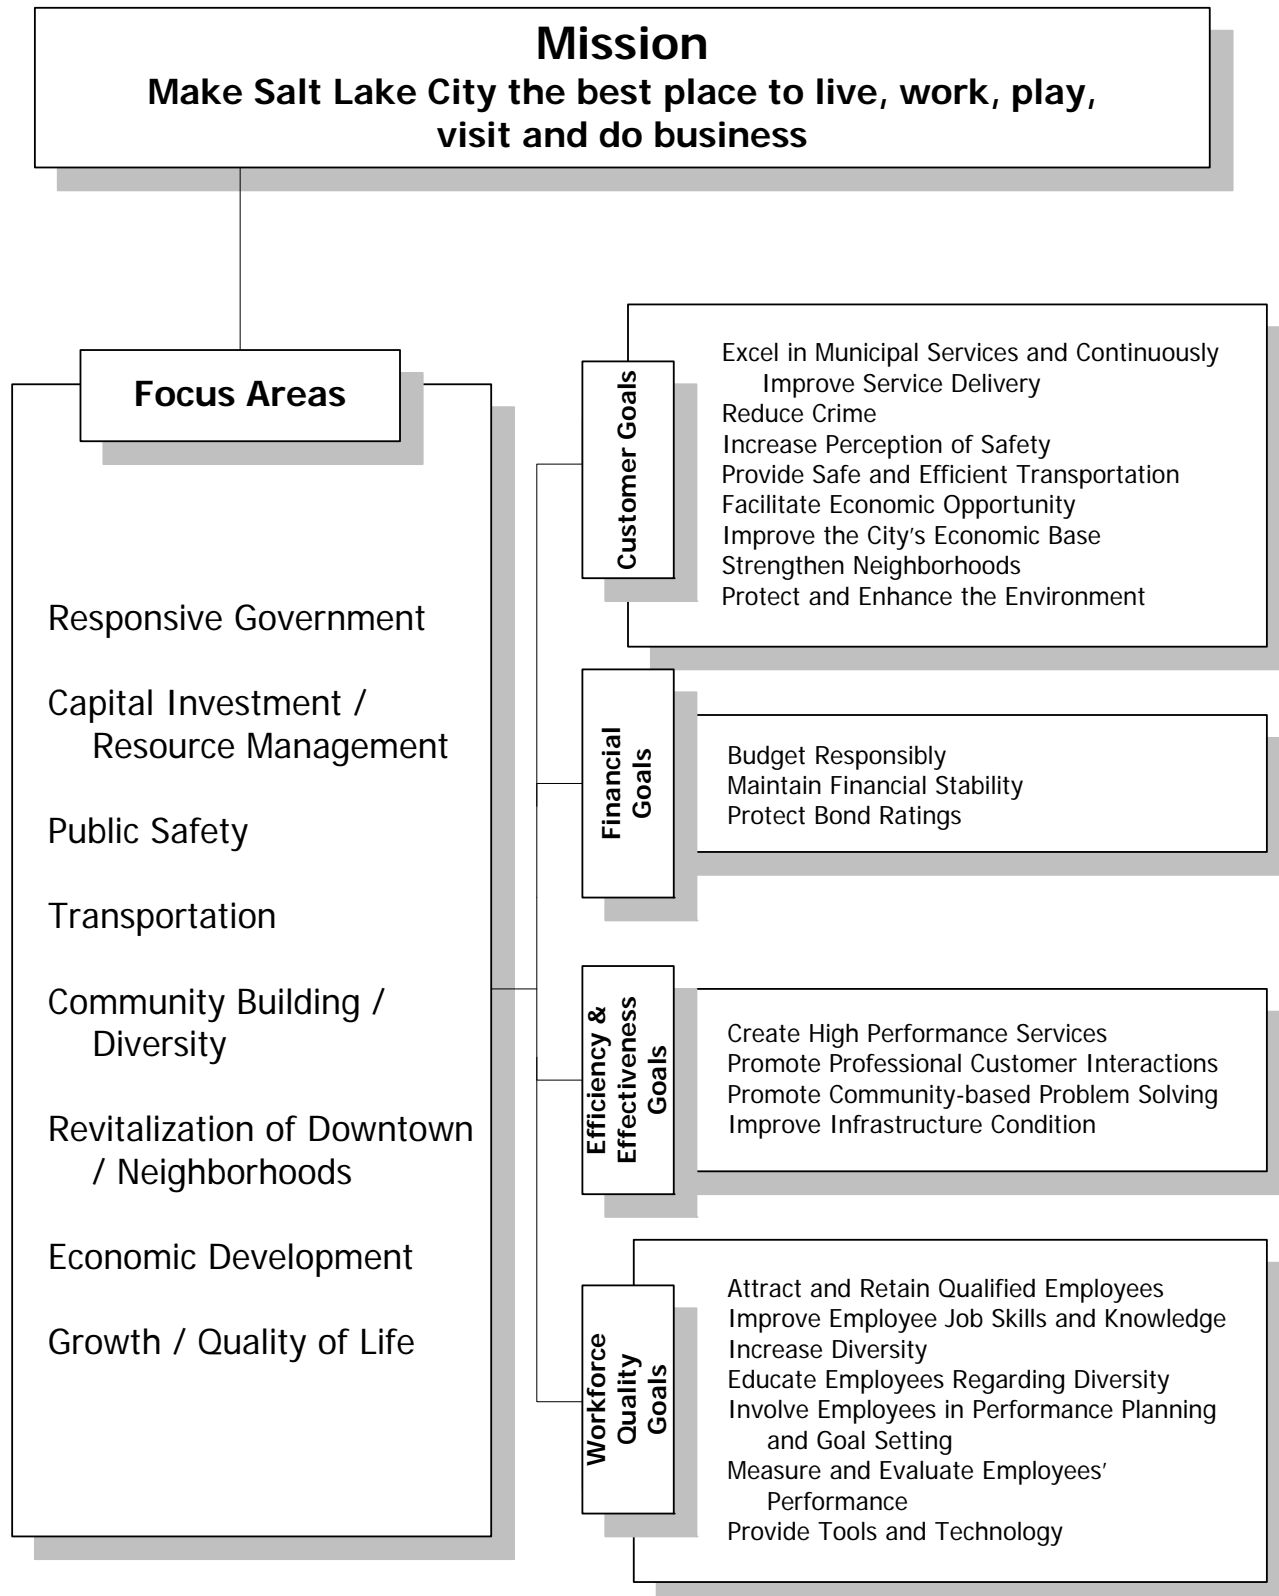 Mission
Make Salt Lake City the best place to live, work, play,
visit and do business
Focus Areas
Responsive Government
Capital Investment /
Resource Management
Public Safety
Transportation
Community Building /
Diversity
Revitalization of Downtown
/ Neighborhoods
Economic Development
Growth / Quality of Life
Customer Goals
Excel in Municipal Services and Continuously
Improve Service Delivery
Reduce Crime
Increase Perception of Safety
Provide Safe and Efficient Transportation
Facilitate Economic Opportunity
Improve the City's Economic Base
Strengthen Neighborhoods
Protect and Enhance the Environment
Financial
Goals
Budget Responsibly
Maintain Financial Stability
Protect Bond Ratings
Efficiency &
Effectiveness
Goals
Create High Performance Services
Promote Professional Customer Interactions
Promote Community-based Problem Solving
Improve Infrastructure Condition
Workforce
Quality
Goals
Attract and Retain Qualified Employees
Improve Employee Job Skills and Knowledge
Increase Diversity
Educate Employees Regarding Diversity
Involve Employees in Performance Planning
and Goal Setting
Measure and Evaluate Employees'
Performance
Provide Tools and Technology